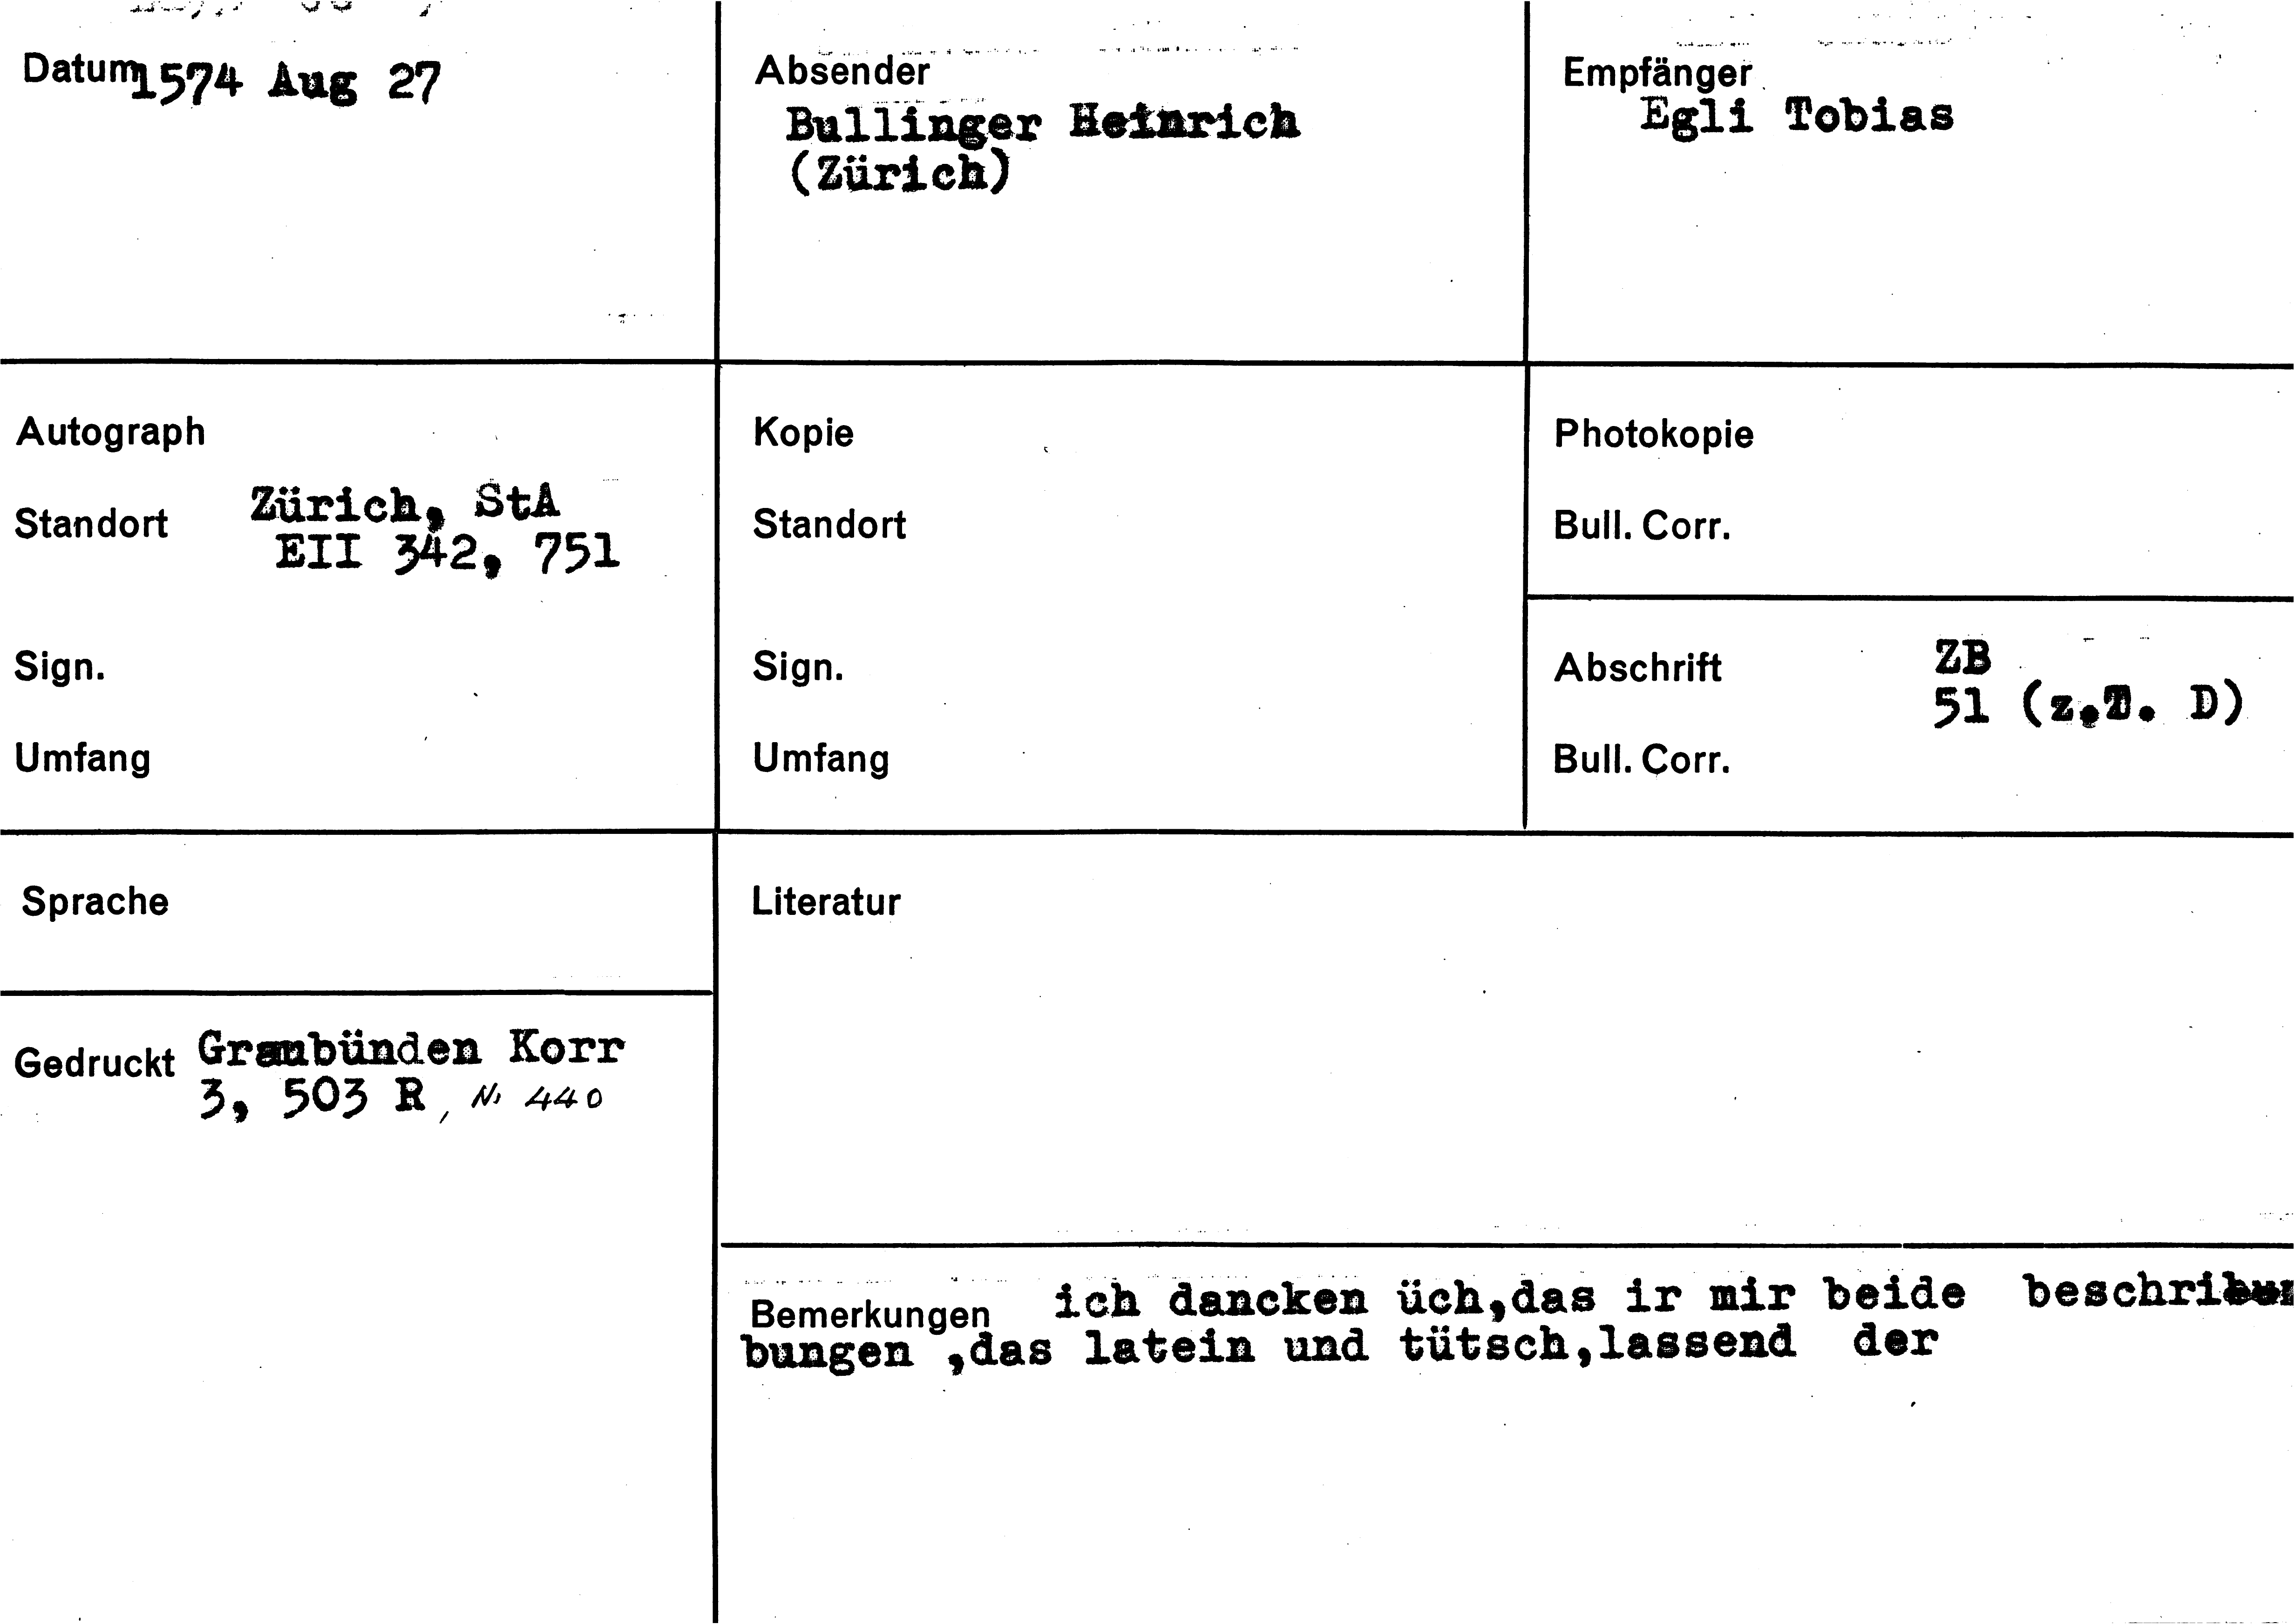 Datum 1574 Aug 27
Absender
Bullinger Heinrich
(Zürich)
Empfänger
Egli Tobias
Autograph
Standort Zürich, StA
EII 342, 751
Sign.
Umfang
Kopie
Standort
Sign.
Umfang
Photokopie
Bull. Corr.
Abschrift ZB
51 (z.T. D)
Bull. Corr.
Sprache
Literatur
Gedruckt Graubünden Korr
3, 503 R, Nr 440
Bemerkungen ich dancken üch,das ir mir beide beschri
bungen ,das latein und tütsch,lassend der